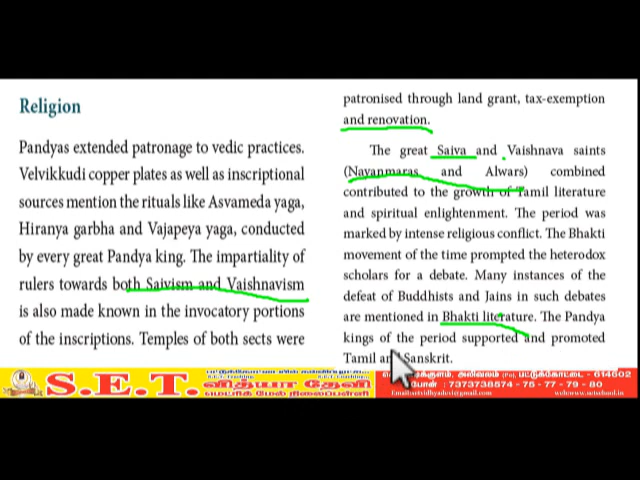 Religion
Pandyas extended patronage to vedic practices.
Velvikkudi copper plates as well as inscriptional
sources mention the rituals like Asvameda yaga,
Hiranya garbha and Vajapeya yaga, conducted
by every great Pandya king. The impartiality of
rulers towards both Saivism and Vaishnavism
is also made known in the invocatory portions
of the inscriptions. Temples of both sects were
patronised through land grant, tax-exemption
and renovation.
The great Saiva and Vaishnava saints
(Nayanmaras and Alwars) combined
contributed to the growth of Tamil literature
and spiritual enlightenment. The period was
marked by intense religious conflict. The Bhakti
movement of the time prompted the heterodox
scholars for a debate. Many instances of the
defeat of Buddhists and Jains in such debates
are mentioned in Bhakti literature. The Pandya
kings of the period supported and promoted
Tamil and Sanskrit.
S.E.T.
வித்யா தேவி
மெட்ரிக் மேல் நிலைப்பள்ளி
பட்டுக்கோட்டை - 614602
போன் : 7373738874 - 75 - 77 - 79 - 80